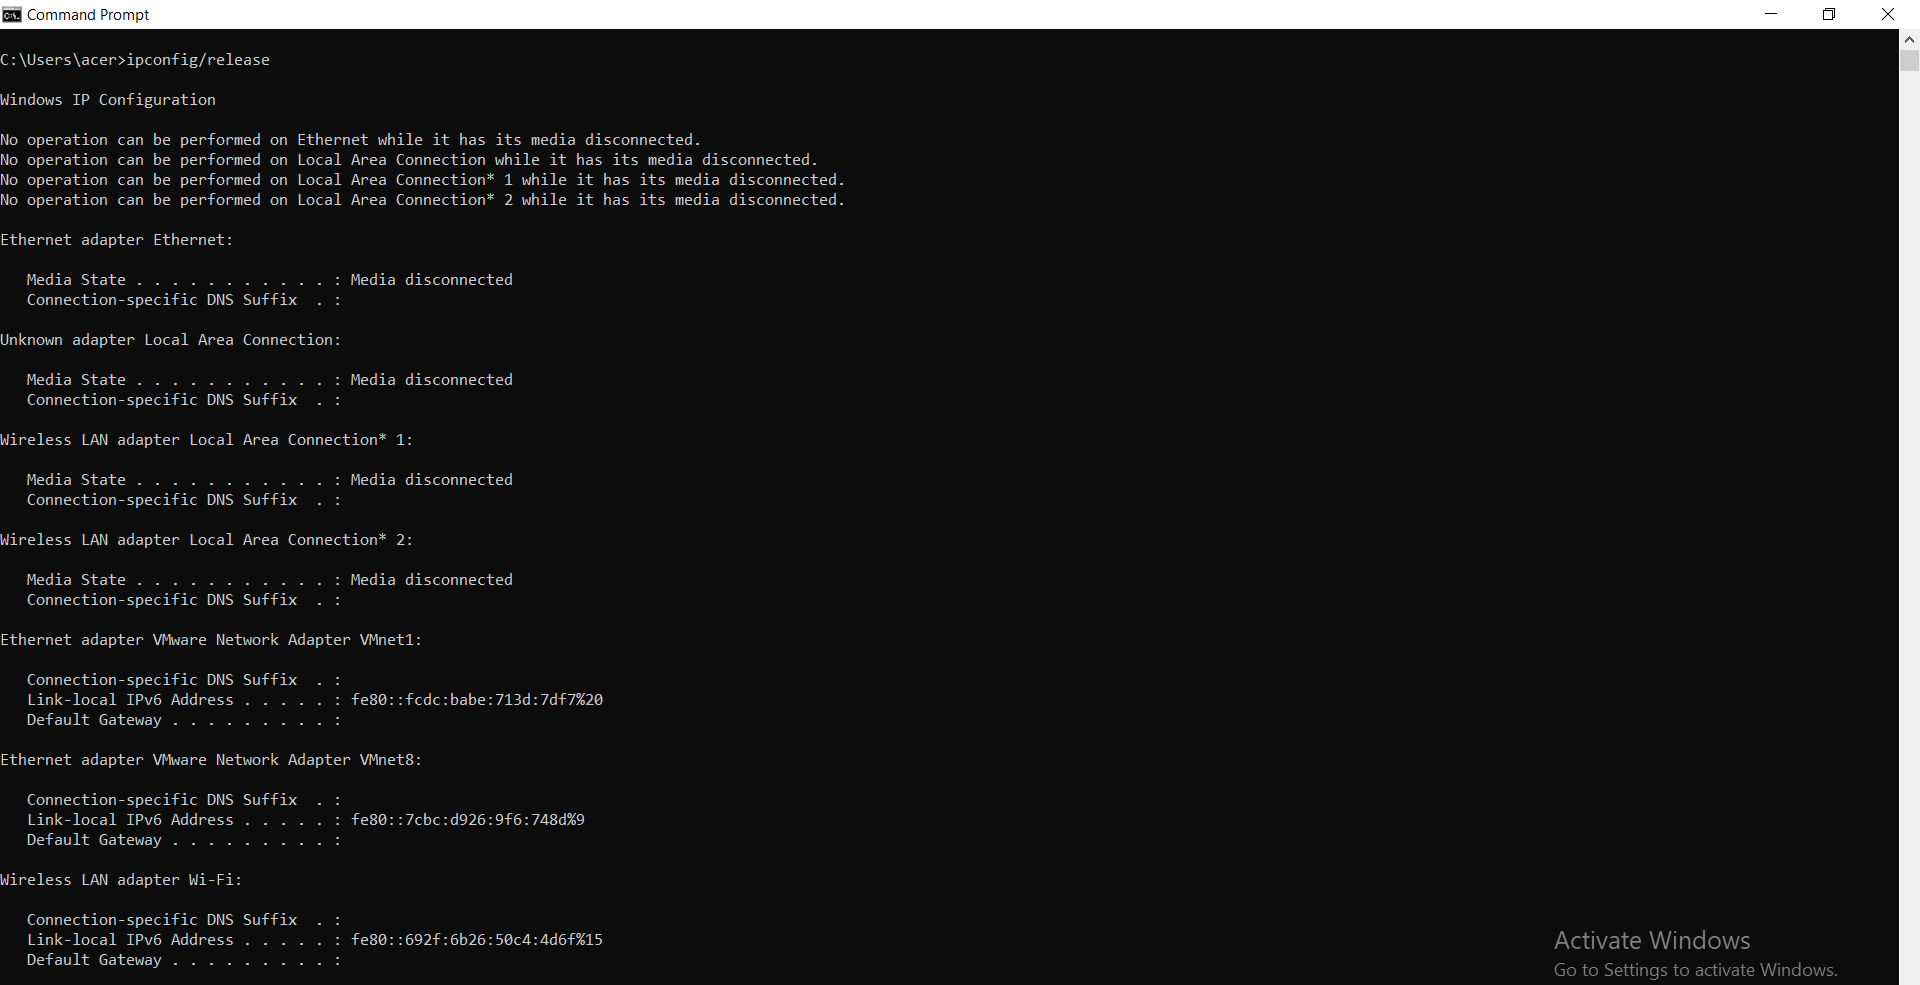 Command Prompt
C:\Users\acer>ipconfig/release
Windows IP Configuration
No operation can be performed on Ethernet while it has its media disconnected.
No operation can be performed on Local Area Connection while it has its media disconnected.
No operation can be performed on Local Area Connection* 1 while it has its media disconnected.
No operation can be performed on Local Area Connection* 2 while it has its media disconnected.
Ethernet adapter Ethernet:
Media State . . . . . . . . . . . : Media disconnected
Connection-specific DNS Suffix  . :
Unknown adapter Local Area Connection:
Media State . . . . . . . . . . . : Media disconnected
Connection-specific DNS Suffix  . :
Wireless LAN adapter Local Area Connection* 1:
Media State . . . . . . . . . . . : Media disconnected
Connection-specific DNS Suffix  . :
Wireless LAN adapter Local Area Connection* 2:
Media State . . . . . . . . . . . : Media disconnected
Connection-specific DNS Suffix  . :
Ethernet adapter VMware Network Adapter VMnet1:
Connection-specific DNS Suffix  . :
Link-local IPv6 Address . . . . . : fe80::fcdc:babe:713d:7df7%20
Default Gateway . . . . . . . . . :
Ethernet adapter VMware Network Adapter VMnet8:
Connection-specific DNS Suffix  . :
Link-local IPv6 Address . . . . . : fe80::7cbc:d926:9f6:748d%9
Default Gateway . . . . . . . . . :
Wireless LAN adapter Wi-Fi:
Connection-specific DNS Suffix  . :
Link-local IPv6 Address . . . . . : fe80::692f:6b26:50c4:4d6f%15
Default Gateway . . . . . . . . . :
Activate Windows
Go to Settings to activate Windows.